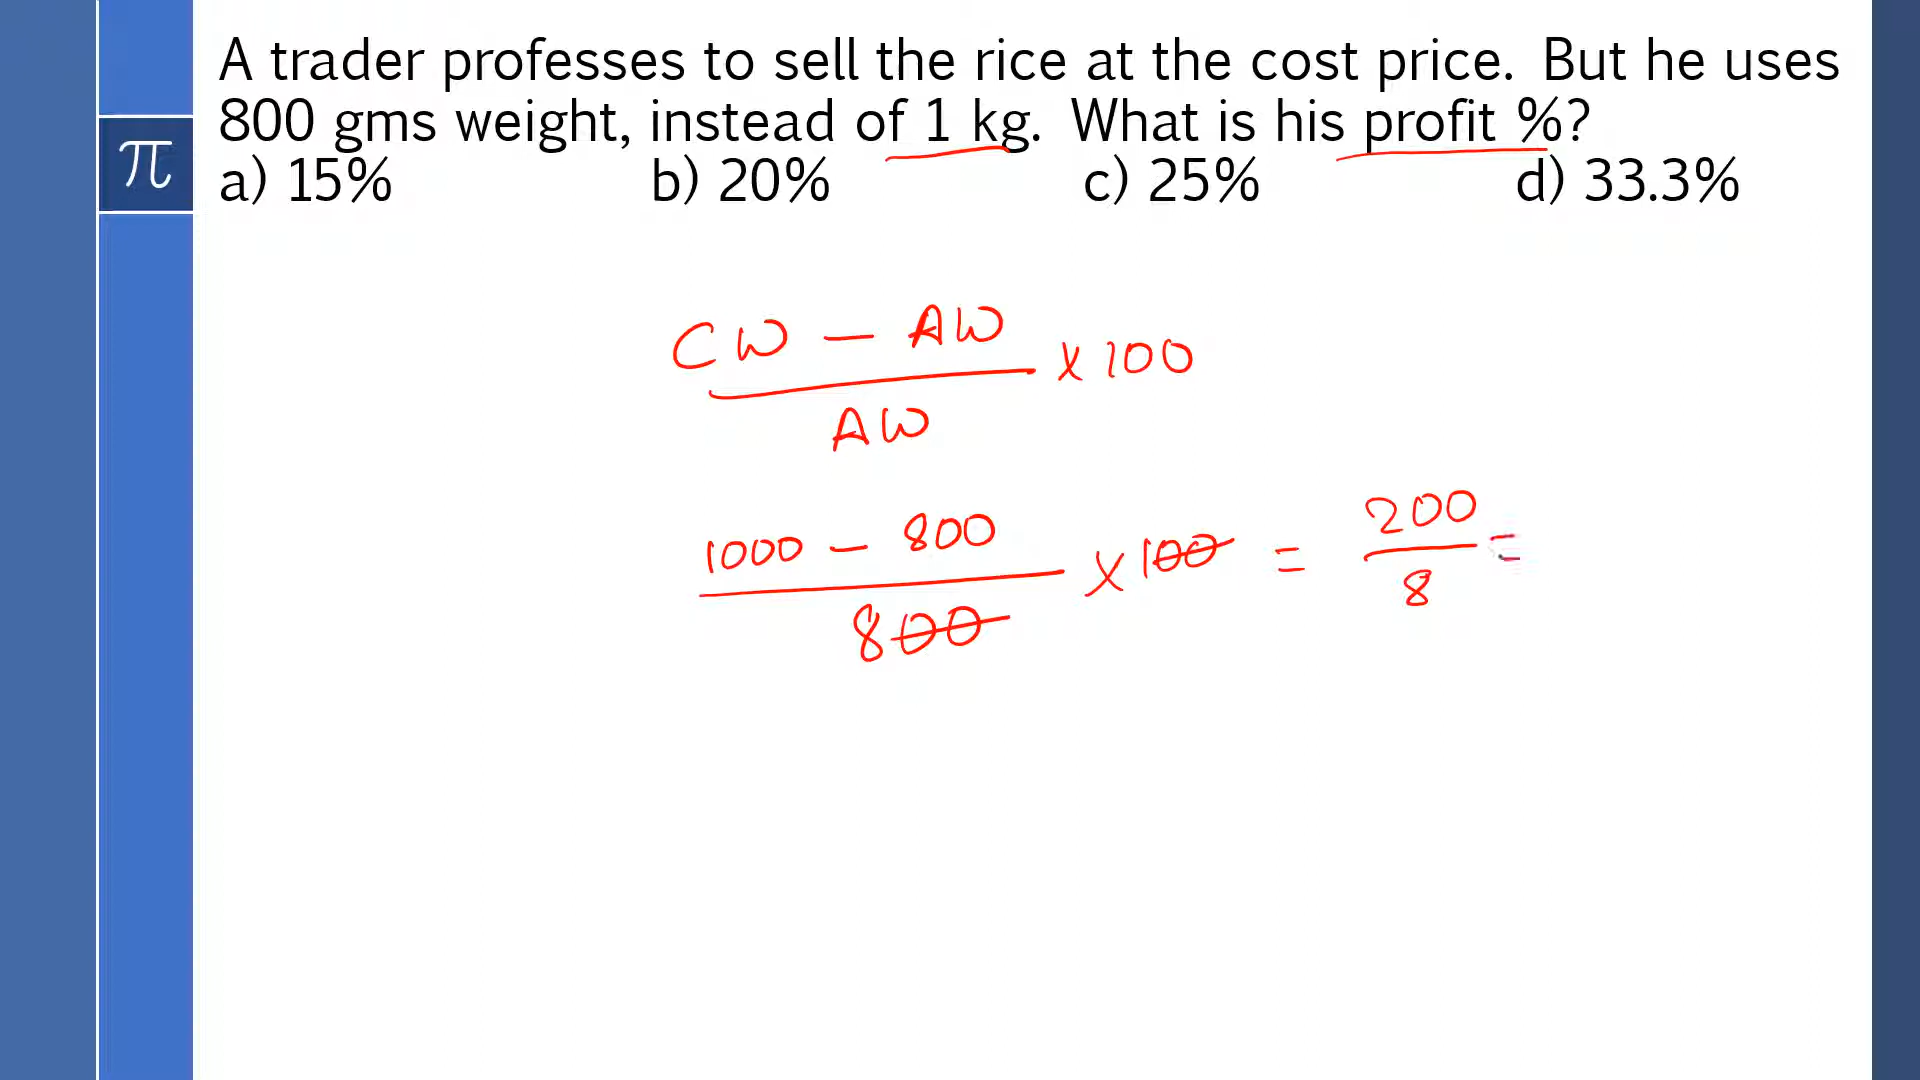 A trader professes to sell the rice at the cost price. But he uses
800 gms weight, instead of 1 kg. What is his profit %?
a) 15% b) 20% c) 25% d) 33.3%
π
CW – AW
x 100
AW
1000 – 800
x 100 = 200
=
800
8